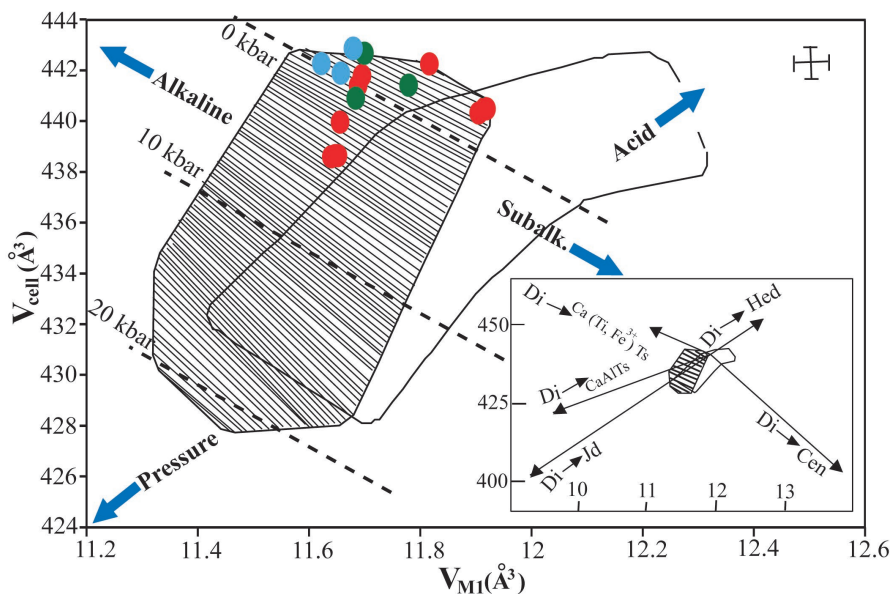 444
442
440
438
436
434
432
430
428
426
424
V cell (Å³)
11.2
11.4
11.6
11.8
12
12.2
12.4
12.6
V M1 (Å³)
0 kbar
10 kbar
20 kbar
Alkaline
Acid
Subalk.
Pressure
450
425
400
10
11
12
13
Di → Ca (Ti, Fe³⁺) Ts
Di → Hed
Di → CaAlTs
Di → Jd
Di → Cen